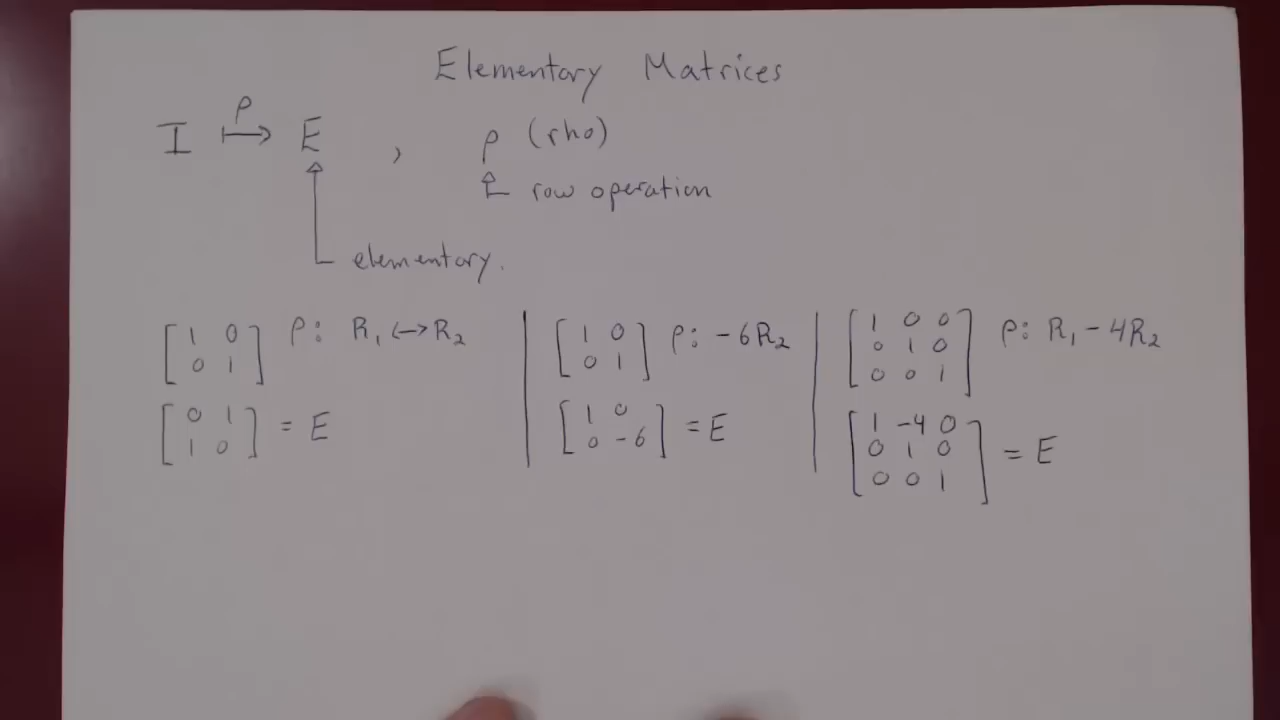 Elementary Matrices
I ↦ρ E , ρ (rho)
row operation
elementary.
[1 0; 0 1] ρ: R₁ ↔ R₂
[0 1; 1 0] = E
[1 0; 0 1] ρ: -6R₂
[1 0; 0 -6] = E
[1 0 0; 0 1 0; 0 0 1] ρ: R₁ - 4R₂
[1 -4 0; 0 1 0; 0 0 1] = E